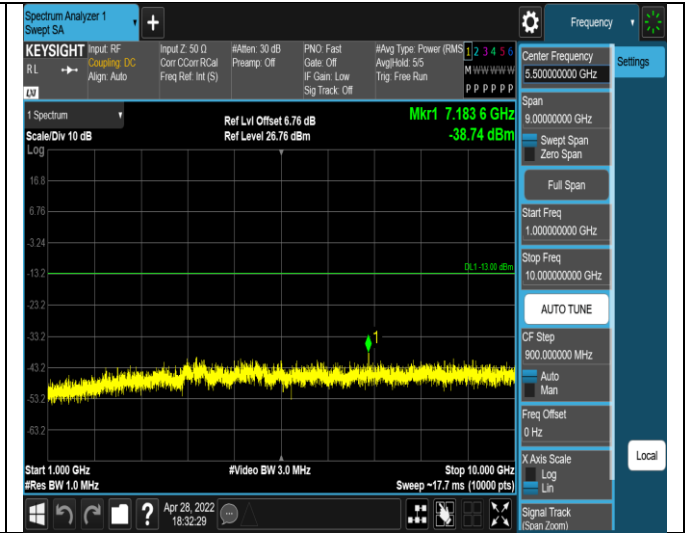 Spectrum Analyzer 1
Swept SA
Frequency
KEYSIGHT
RL
LXI
Input: RF
Coupling: DC
Align: Auto
Input Z: 50 Ω
Corr CCorr RCal
Freq Ref: Int (S)
#Atten: 30 dB
Preamp: Off
PNO: Fast
Gate: Off
IF Gain: Low
Sig Track: Off
#Avg Type: Power (RMS
Avg|Hold: 5/5
Trig: Free Run
1 2 3 4 5 6
M W W W W W
P P P P P P
1 Spectrum
Scale/Div 10 dB
Ref Lvl Offset 6.76 dB
Ref Level 26.76 dBm
Mkr1 7.183 6 GHz
-38.74 dBm
Log
16.8
6.76
-3.24
-13.2
-23.2
-33.2
-43.2
-53.2
-63.2
DL1 -13.00 dBm
1
Start 1.000 GHz
#Res BW 1.0 MHz
#Video BW 3.0 MHz
Stop 10.000 GHz
Sweep ~17.7 ms (10000 pts)
?
Apr 28, 2022
18:32:29
Center Frequency
5.500000000 GHz
Span
9.00000000 GHz
Swept Span
Zero Span
Full Span
Start Freq
1.000000000 GHz
Stop Freq
10.000000000 GHz
AUTO TUNE
CF Step
900.000000 MHz
Auto
Man
Freq Offset
0 Hz
X Axis Scale
Log
Lin
Signal Track
(Span Zoom)
Settings
Local